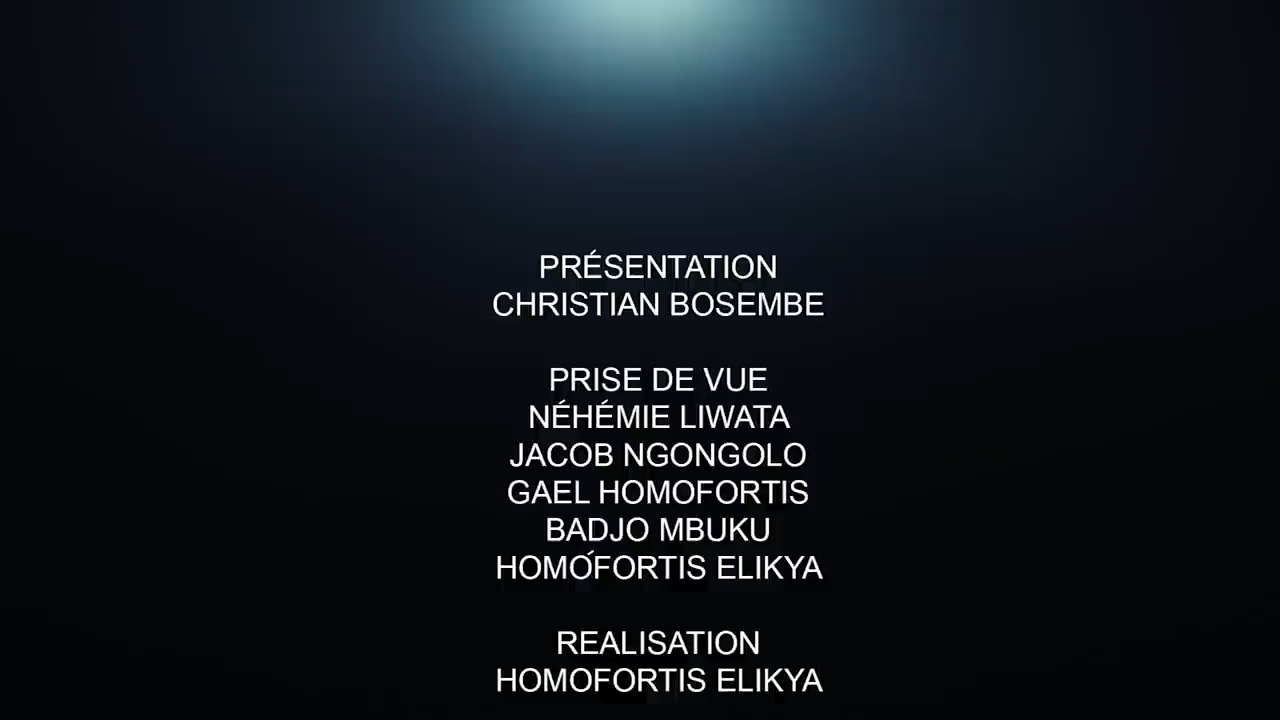 PRÉSENTATION
CHRISTIAN BOSEMBE
PRISE DE VUE
NÉHÉMIE LIWATA
JACOB NGONGOLO
GAEL HOMOFORTIS
BADJO MBUKU
HOMÓFORTIS ELIKYA
REALISATION
HOMOFORTIS ELIKYA